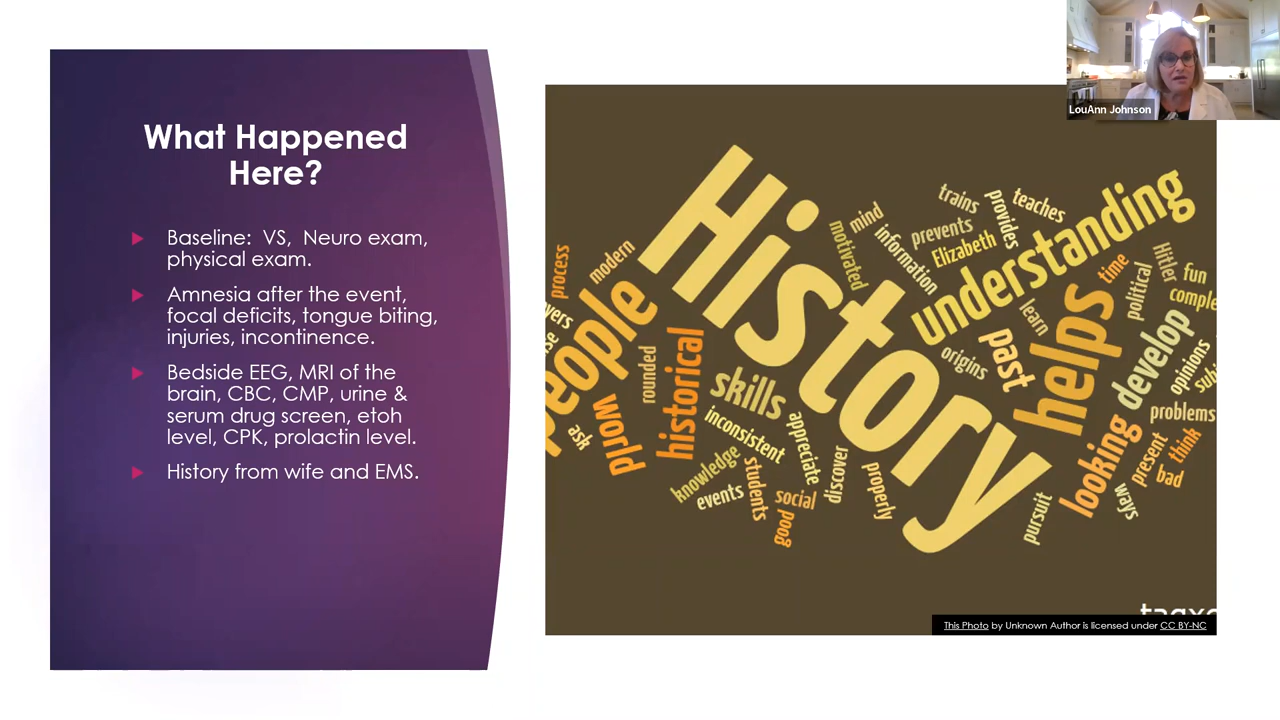 What Happened
Here?
Baseline: VS, Neuro exam,
physical exam.
Amnesia after the event,
focal deficits, tongue biting,
injuries, incontinence.
Bedside EEG, MRI of the
brain, CBC, CMP, urine &
serum drug screen, etoh
level, CPK, prolactin level.
History from wife and EMS.
LouAnn Johnson
History
understanding
people
helps
historical
world
skills
past
develop
looking
process
modern
rounded
ask
inconsistent
knowledge
events
students
social
good
appreciate
discover
properly
motivated
mind
information
prevents
Elizabeth
trains
provides
teaches
origins
learn
time
political
Hitler
fun
opinions
problems
think
present
bad
ways
pursuit
This Photo by Unknown Author is licensed under CC BY-NC